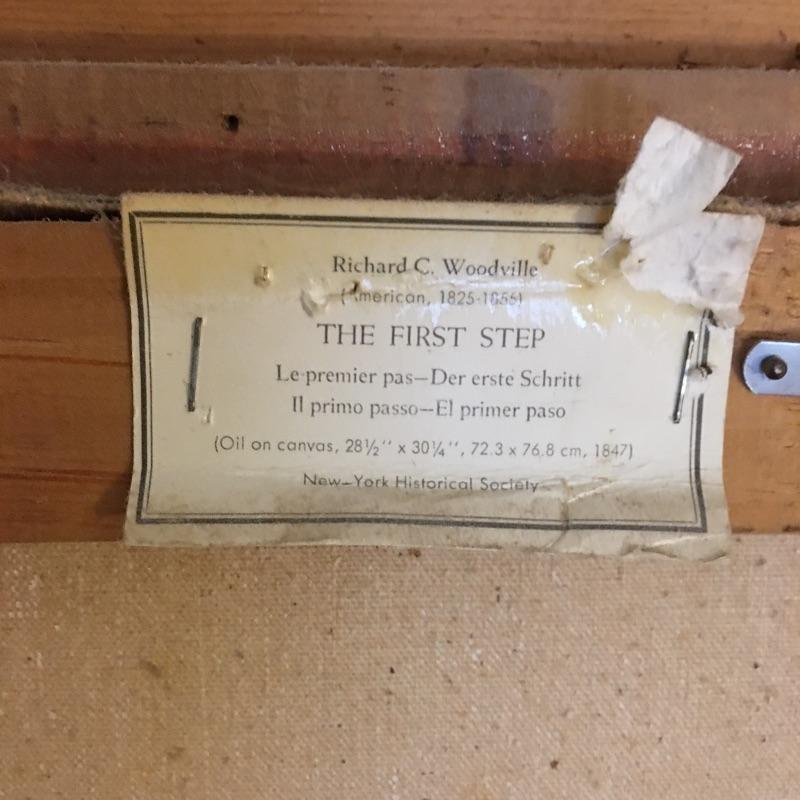 Richard C. Woodville
(American, 1825-1855)
THE FIRST STEP
Le premier pas—Der erste Schritt
Il primo passo—El primer paso
(Oil on canvas, 28½'' x 30¼'', 72.3 x 76.8 cm, 1847)
New—York Historical Society